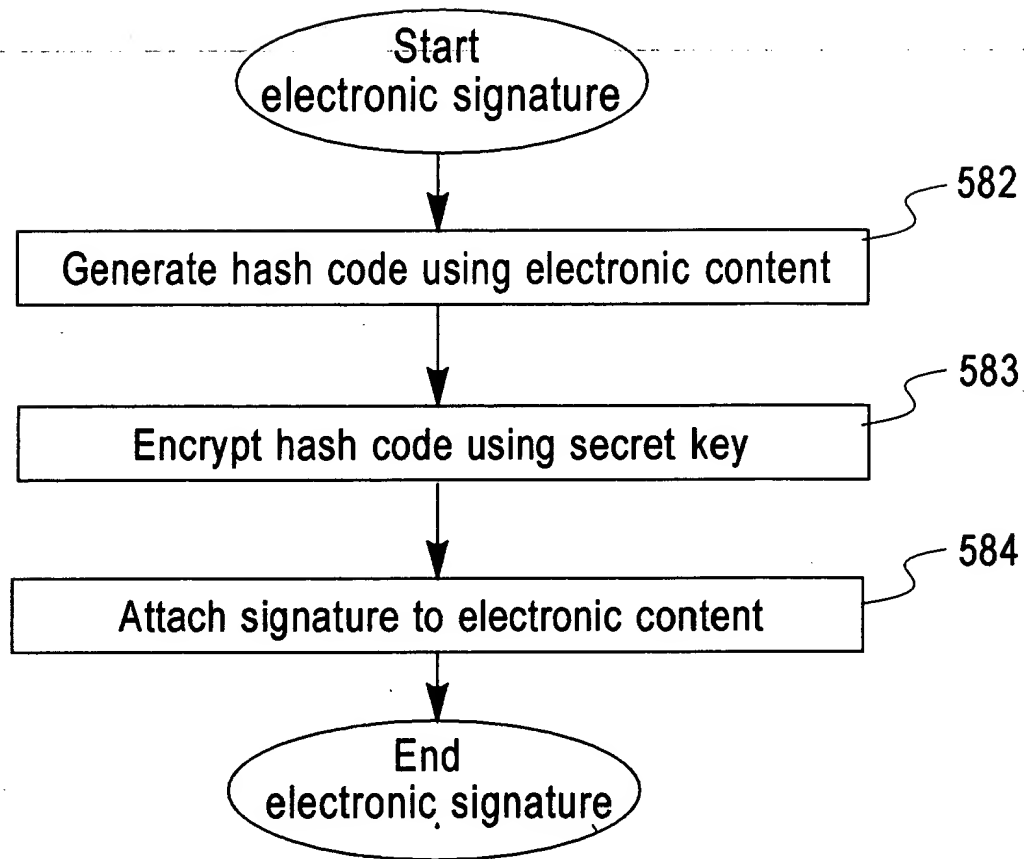 Start
electronic signature
582
Generate hash code using electronic content
583
Encrypt hash code using secret key
584
Attach signature to electronic content
End
electronic signature